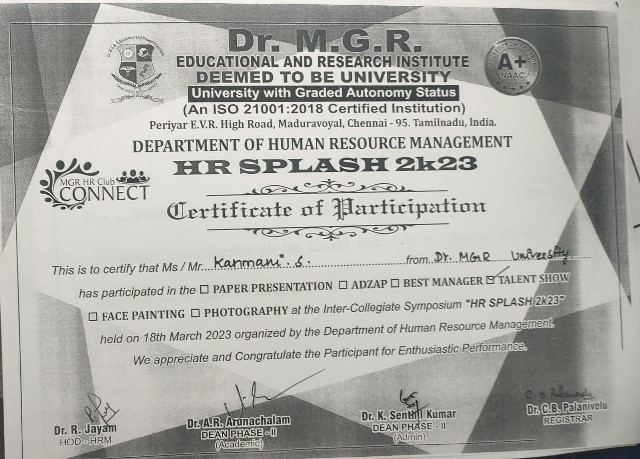 Dr. M.G.R.
EDUCATIONAL AND RESEARCH INSTITUTE
DEEMED TO BE UNIVERSITY
University with Graded Autonomy Status
(An ISO 21001:2018 Certified Institution)
Periyar E.V.R. High Road, Maduravoyal, Chennai - 95. Tamilnadu, India.
A+
NAAC
DEPARTMENT OF HUMAN RESOURCE MANAGEMENT
HR SPLASH 2k23
MGR HR Club
CONNECT
Certificate of Participation
This is to certify that Ms / Mr. Kanmani. S. from Dr. MGR University
has participated in the ☐ PAPER PRESENTATION ☐ ADZAP ☐ BEST MANAGER ☑ TALENT SHOW
☐ FACE PAINTING ☐ PHOTOGRAPHY at the Inter-Collegiate Symposium "HR SPLASH 2k23"
held on 18th March 2023 organized by the Department of Human Resource Management.
We appreciate and Congratulate the Participant for Enthustiastic Performance.
Dr. R. Jayam
HOD - HRM
Dr. A.R. Arunachalam
DEAN PHASE - II
(Academic)
Dr. K. Senthil Kumar
DEAN PHASE - II
(Admin)
Dr. C.B. Palanivelu
REGISTRAR